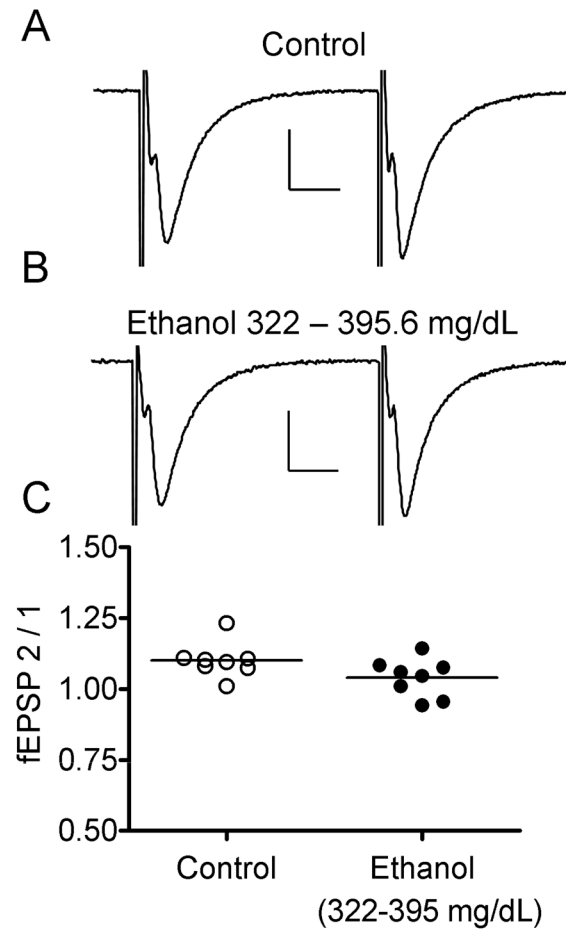 A
Control
B
Ethanol 322 – 395.6 mg/dL
C
fEPSP 2 / 1
1.50
1.25
1.00
0.75
0.50
Control
Ethanol
(322-395 mg/dL)